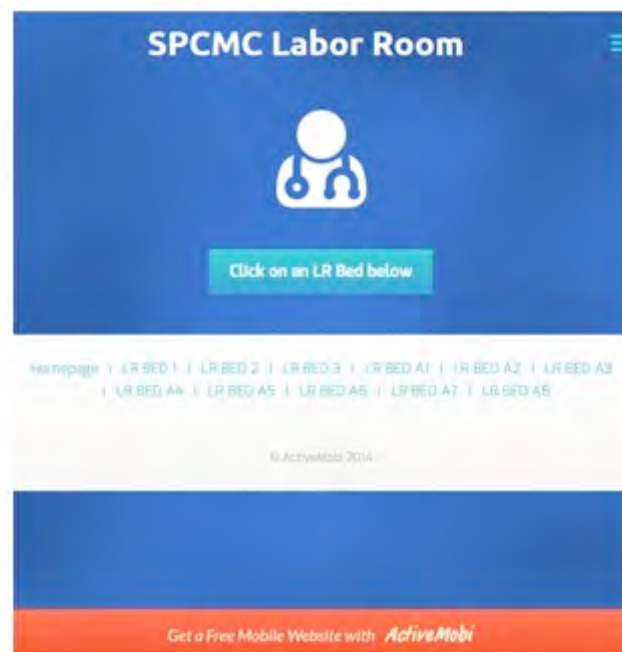 SPCMC Labor Room
Click on an LR Bed below
Homepage | LR BED 1 | LR BED 2 | LR BED 3 | LR BED A1 | LR BED A2 | LR BED A3
| LR BED A4 | LR BED A5 | LR BED A6 | LR BED A7 | LR BED
© ActiveMobi 2014
Get a Free Mobile Website with ActiveMobi